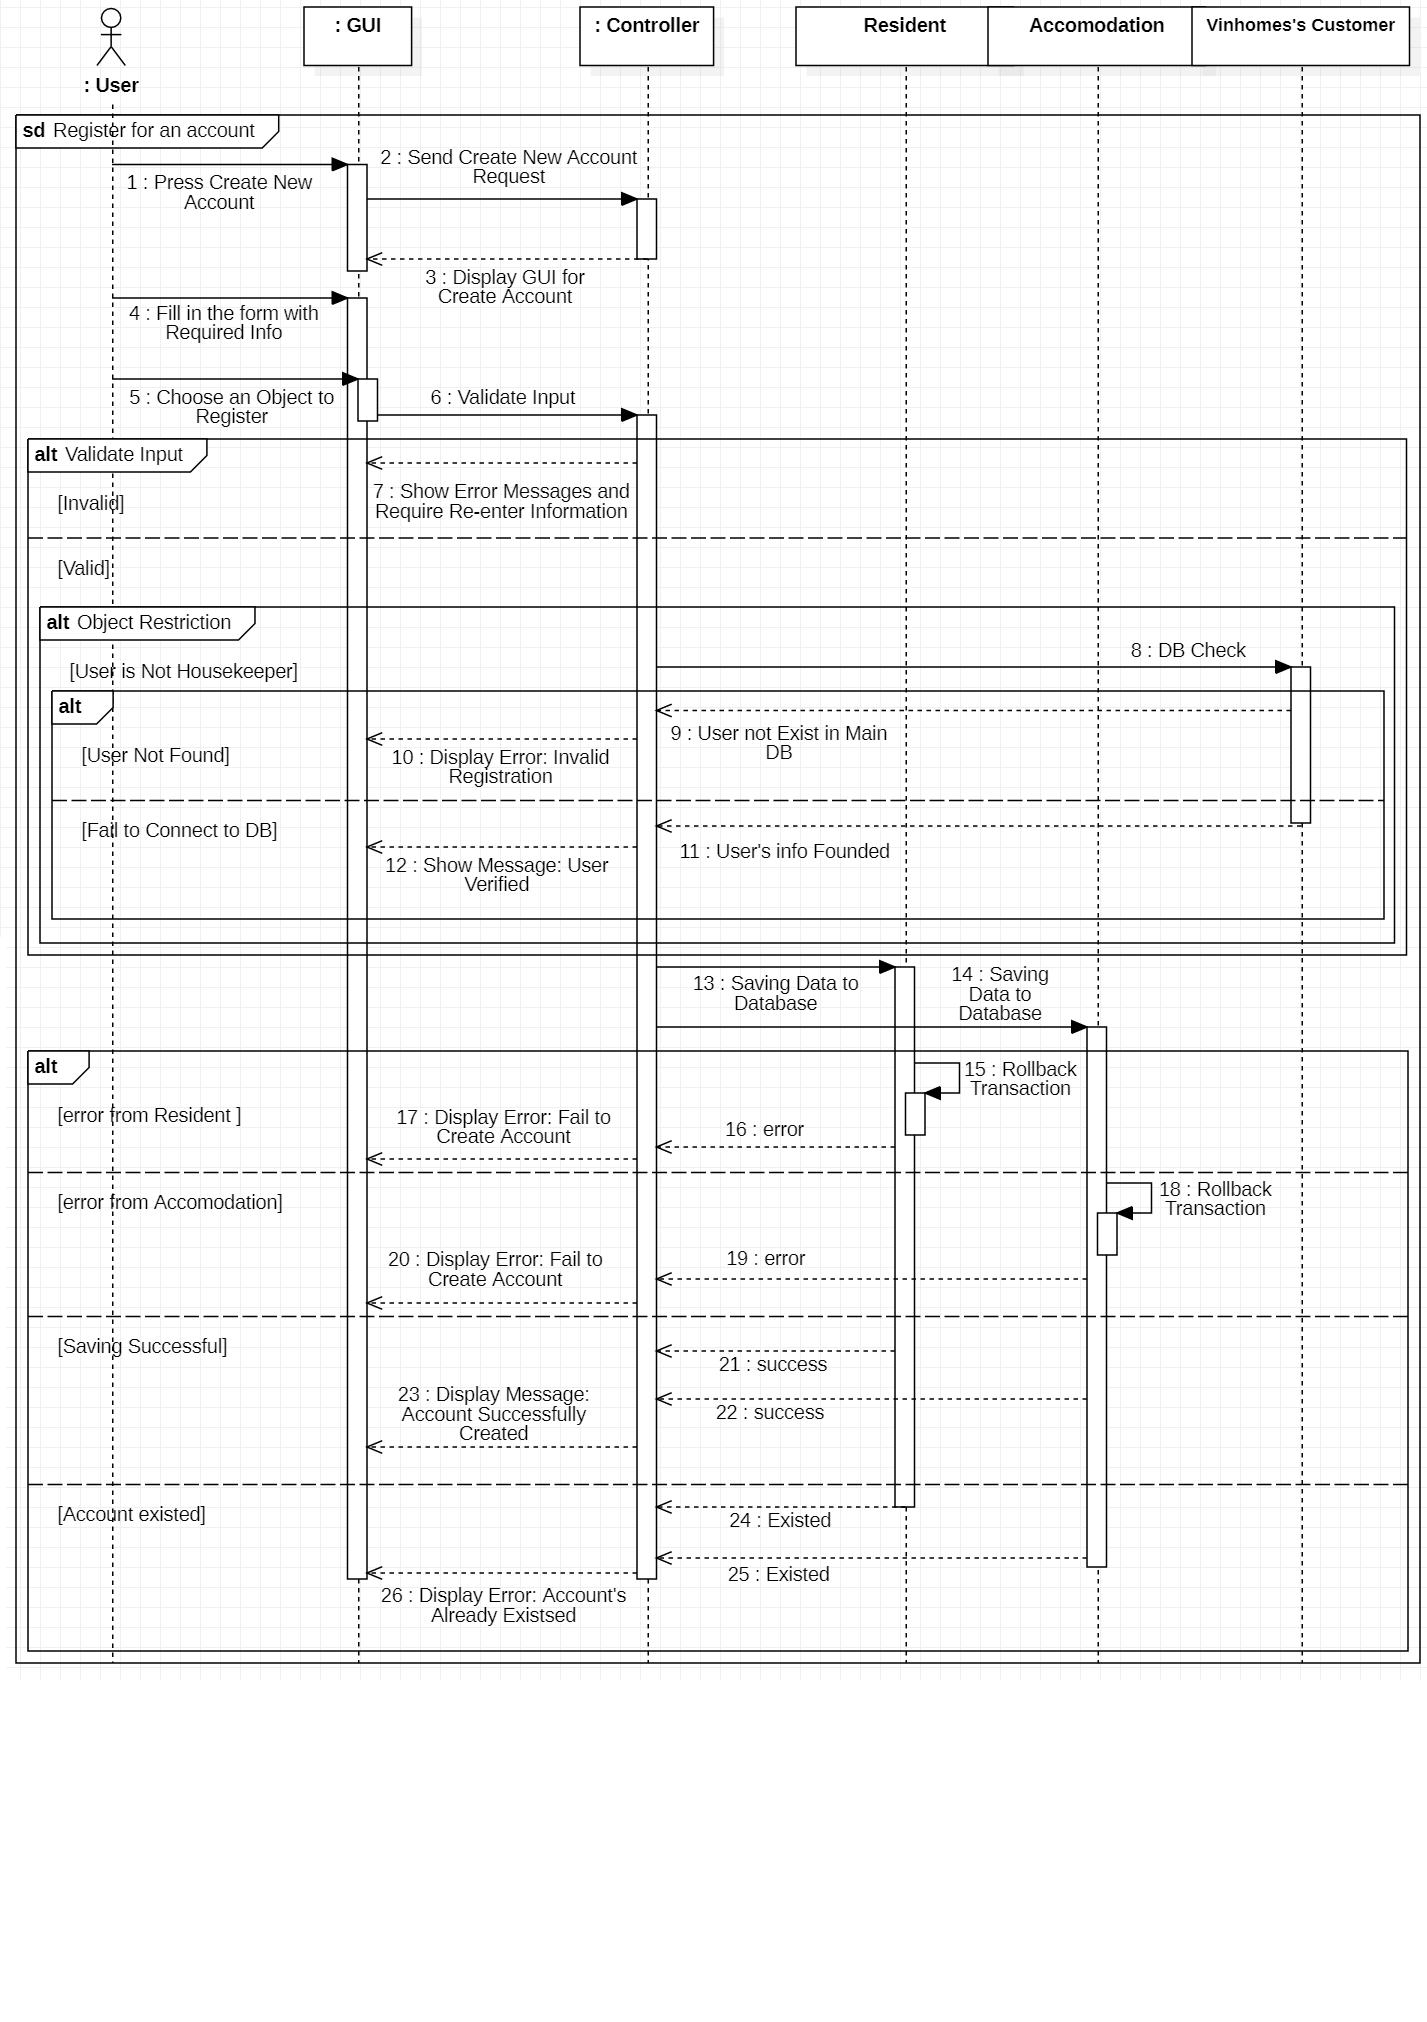 : User
: GUI
: Controller
Resident
Accomodation
Vinhomes's Customer
sd Register for an account
1 : Press Create New
Account
2 : Send Create New Account
Request
3 : Display GUI for
Create Account
4 : Fill in the form with
Required Info
5 : Choose an Object to
Register
6 : Validate Input
alt Validate Input
[Invalid]
7 : Show Error Messages and
Require Re-enter Information
[Valid]
alt Object Restriction
[User is Not Housekeeper]
8 : DB Check
alt
[User Not Found]
9 : User not Exist in Main
DB
10 : Display Error: Invalid
Registration
[Fail to Connect to DB]
11 : User's info Founded
12 : Show Message: User
Verified
13 : Saving Data to
Database
14 : Saving
Data to
Database
alt
[error from Resident ]
15 : Rollback
Transaction
16 : error
17 : Display Error: Fail to
Create Account
[error from Accomodation]
18 : Rollback
Transaction
19 : error
20 : Display Error: Fail to
Create Account
[Saving Successful]
21 : success
22 : success
23 : Display Message:
Account Successfully
Created
[Account existed]
24 : Existed
25 : Existed
26 : Display Error: Account's
Already Existsed